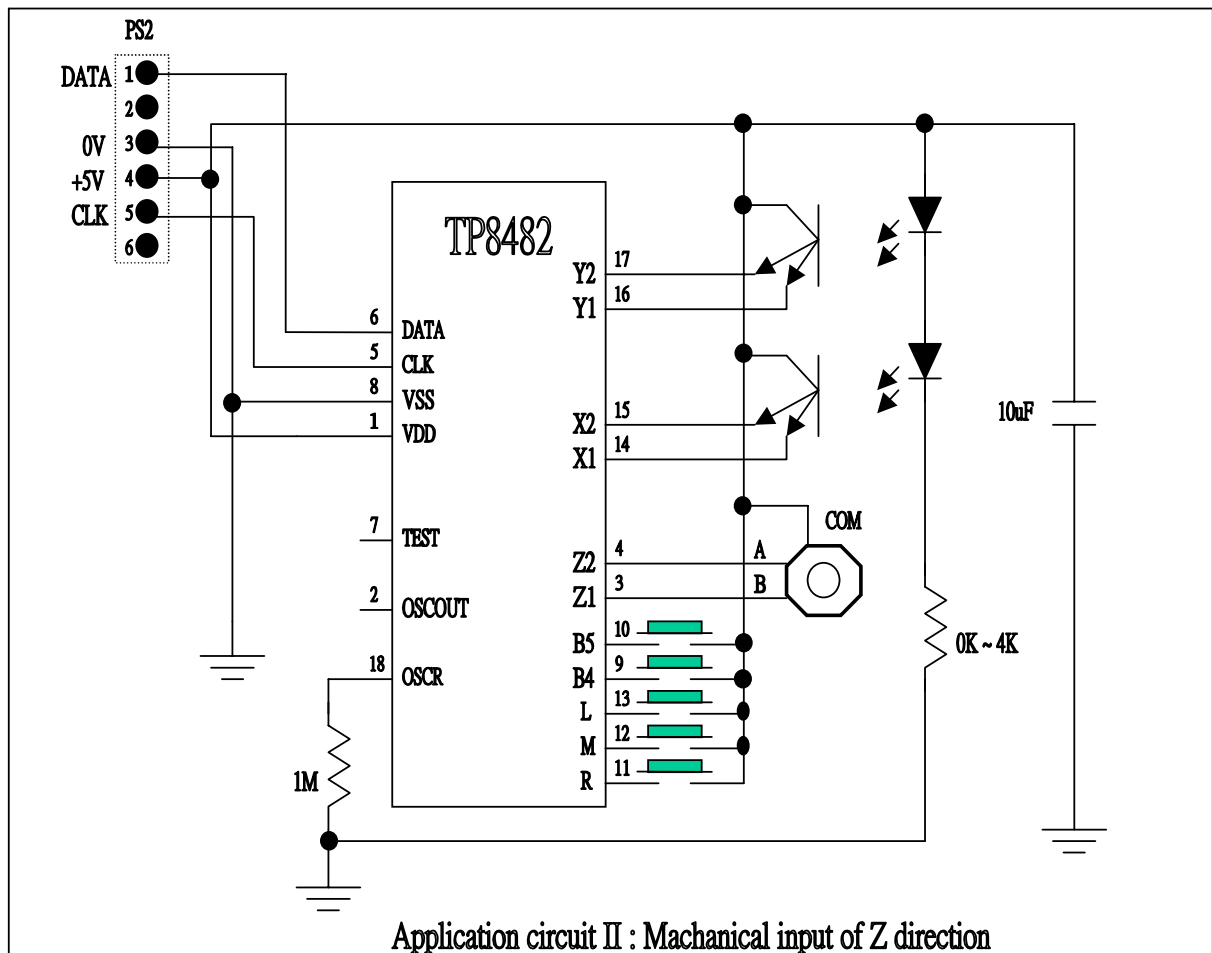 PS2
DATA 1
2
0V 3
+5V 4
CLK 5
6
TP8482
Y2 17
Y1 16
6 DATA
5 CLK
8 VSS
1 VDD
X2 15
X1 14
10uF
7 TEST
2 OSCOUT
18 OSCR
COM
Z2 4 A
Z1 3 B
B5 10
B4 9
L 13
M 12
R 11
0K ~ 4K
1M
Application circuit II : Machanical input of Z direction